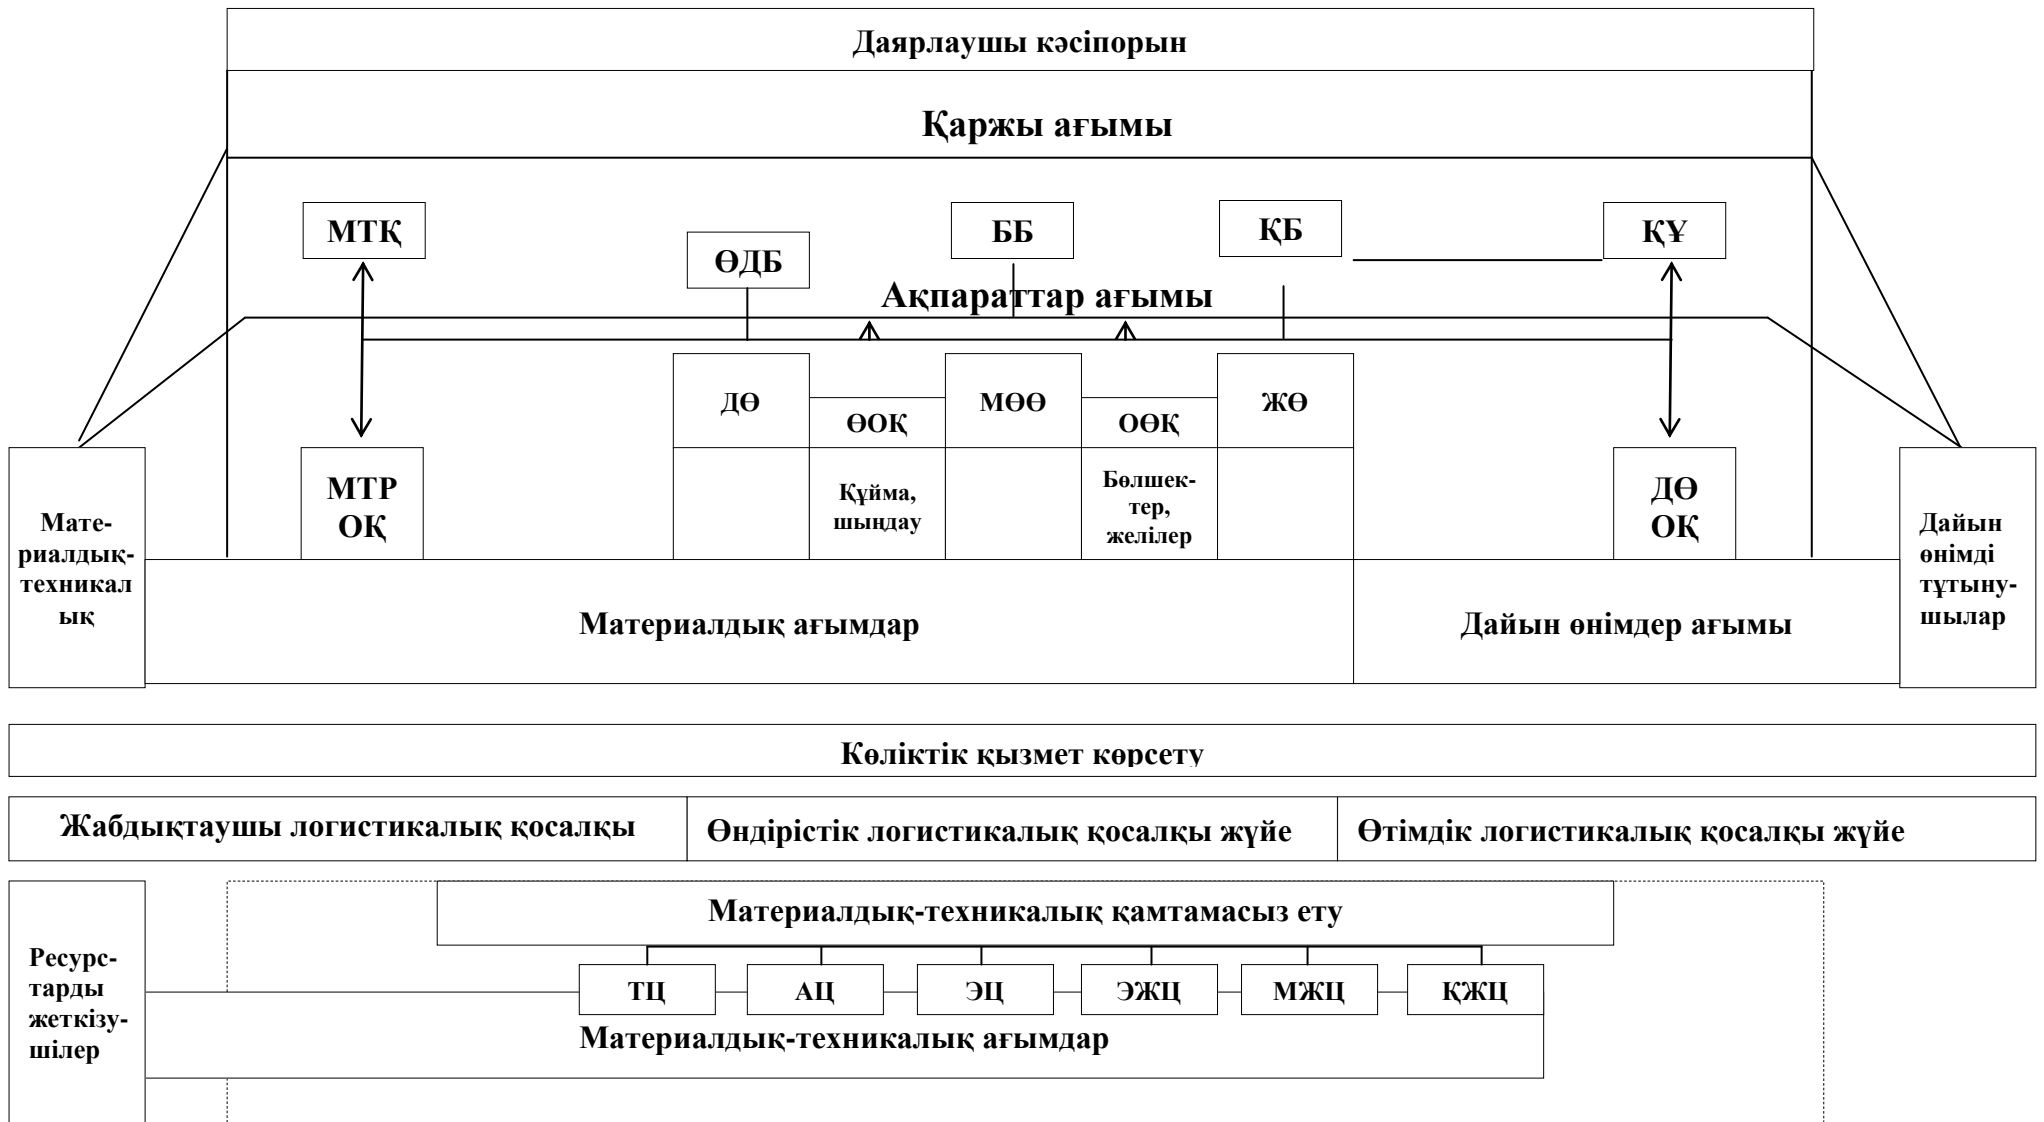 Даярлаушы кәсіпорын
Қаржы ағымы
МТҚ
ӨДБ
ББ
ҚБ
ҚҰ
Ақпараттар ағымы
ДӨ
ӨОҚ
МӨӨ
ОӨҚ
ЖӨ
МТР
ОҚ
Құйма,
шыңдау
Бөлшек-
тер,
желілер
ДӨ
ОҚ
Мате-
риалдық-
техникал
ық
Материалдық ағымдар
Дайын өнімдер ағымы
Дайын
өнімді
тұтыну-
шылар
Көліктік қызмет көрсету
Жабдықтаушы логистикалық қосалқы
Өндірістік логистикалық қосалқы жүйе
Өтімдік логистикалық қосалқы жүйе
Материалдық-техникалық қамтамасыз ету
Ресурс-
тарды
жеткізу-
шілер
ТЦ
АЦ
ЭЦ
ЭЖЦ
МЖЦ
ҚЖЦ
Материалдық-техникалық ағымдар